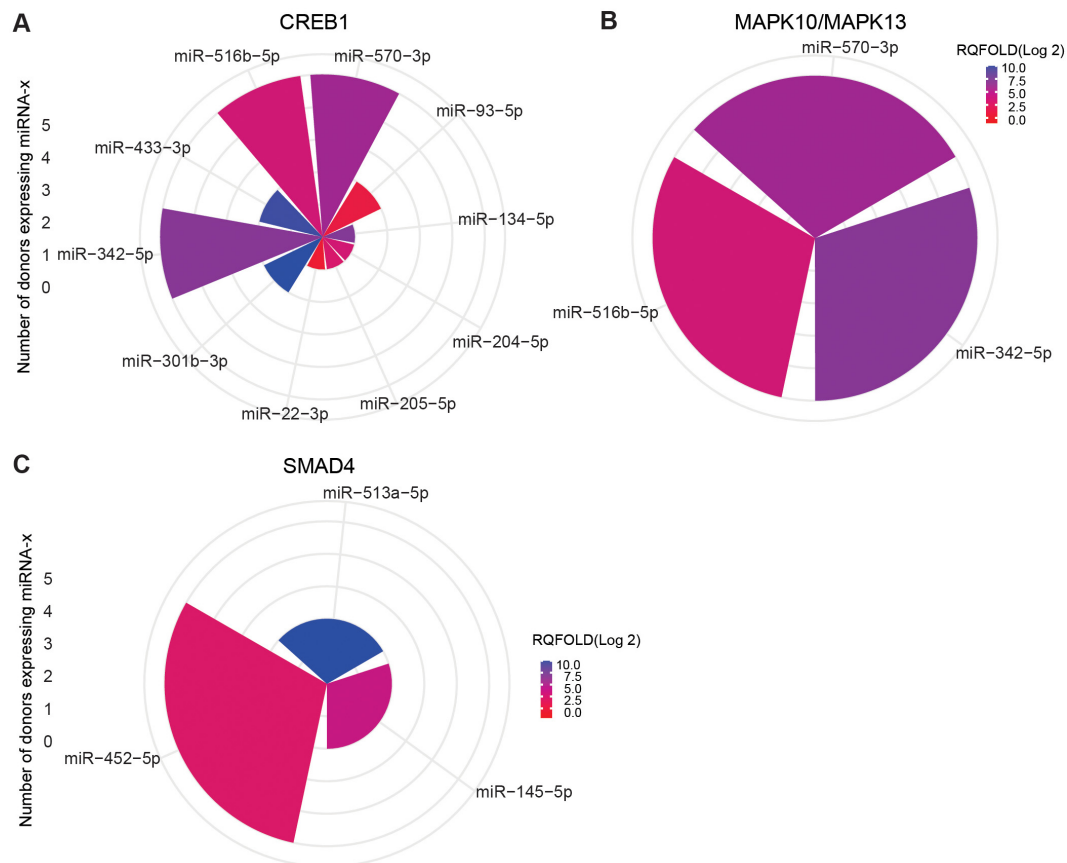 A
CREB1
miR−516b−5p
miR−570−3p
miR−93−5p
miR−433−3p
miR−134−5p
miR−342−5p
miR−204−5p
miR−301b−3p
miR−205−5p
miR−22−3p
Number of donors expressing miRNA-x
5
4
3
2
1
0
B
MAPK10/MAPK13
miR−570−3p
miR−516b−5p
miR−342−5p
RQFOLD(Log 2)
10.0
7.5
5.0
2.5
0.0
C
SMAD4
miR−513a−5p
miR−452−5p
miR−145−5p
Number of donors expressing miRNA-x
5
4
3
2
1
0
RQFOLD(Log 2)
10.0
7.5
5.0
2.5
0.0